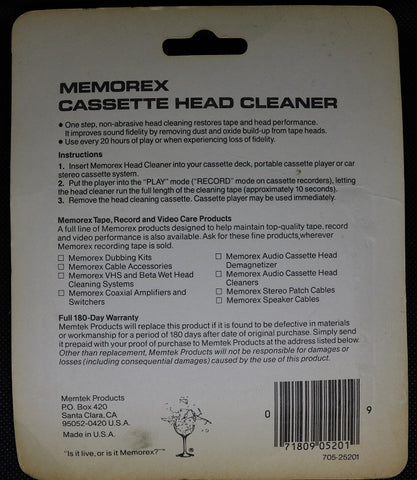 MEMOREX
CASSETTE HEAD CLEANER
● One step, non-abrasive head cleaning restores tape and head performance.
It improves sound fidelity by removing dust and oxide build-up from tape heads.
● Use every 20 hours of play or when experiencing loss of fidelity.
Instructions
1. Insert Memorex Head Cleaner into your cassette deck, portable cassette player or car
stereo cassette system.
2. Put the player into the "PLAY" mode ("RECORD" mode on cassette recorders), letting
the head cleaner run the full length of the cleaning tape (approximately 10 seconds).
3. Remove the head cleaning cassette. Cassette player may be used immediately.
Memorex Tape, Record and Video Care Products
A full line of Memorex products designed to help maintain top-quality tape, record
and video performance is also available. Ask for these fine products, wherever
Memorex recording tape is sold.
□ Memorex Dubbing Kits
□ Memorex Cable Accessories
□ Memorex VHS and Beta Wet Head
Cleaning Systems
□ Memorex Coaxial Amplifiers and
Switchers
□ Memorex Audio Cassette Head
Demagnetizer
□ Memorex Audio Cassette Head
Cleaners
□ Memorex Stereo Patch Cables
□ Memorex Speaker Cables
Full 180-Day Warranty
Memtek Products will replace this product if it is found to be defective in materials
or workmanship for a period of 180 days after date of original purchase. Simply send
it prepaid with your proof of purchase to Memtek Products at the address listed below.
Other than replacement, Memtek Products will not be responsible for damages or
losses (including consequential damages) caused by the use of this product.
Memtek Products
P.O. Box 420
Santa Clara, CA
95052-0420 U.S.A.
Made in U.S.A.
"Is it live, or is it Memorex?"
0 71809 05201 9
705-25201